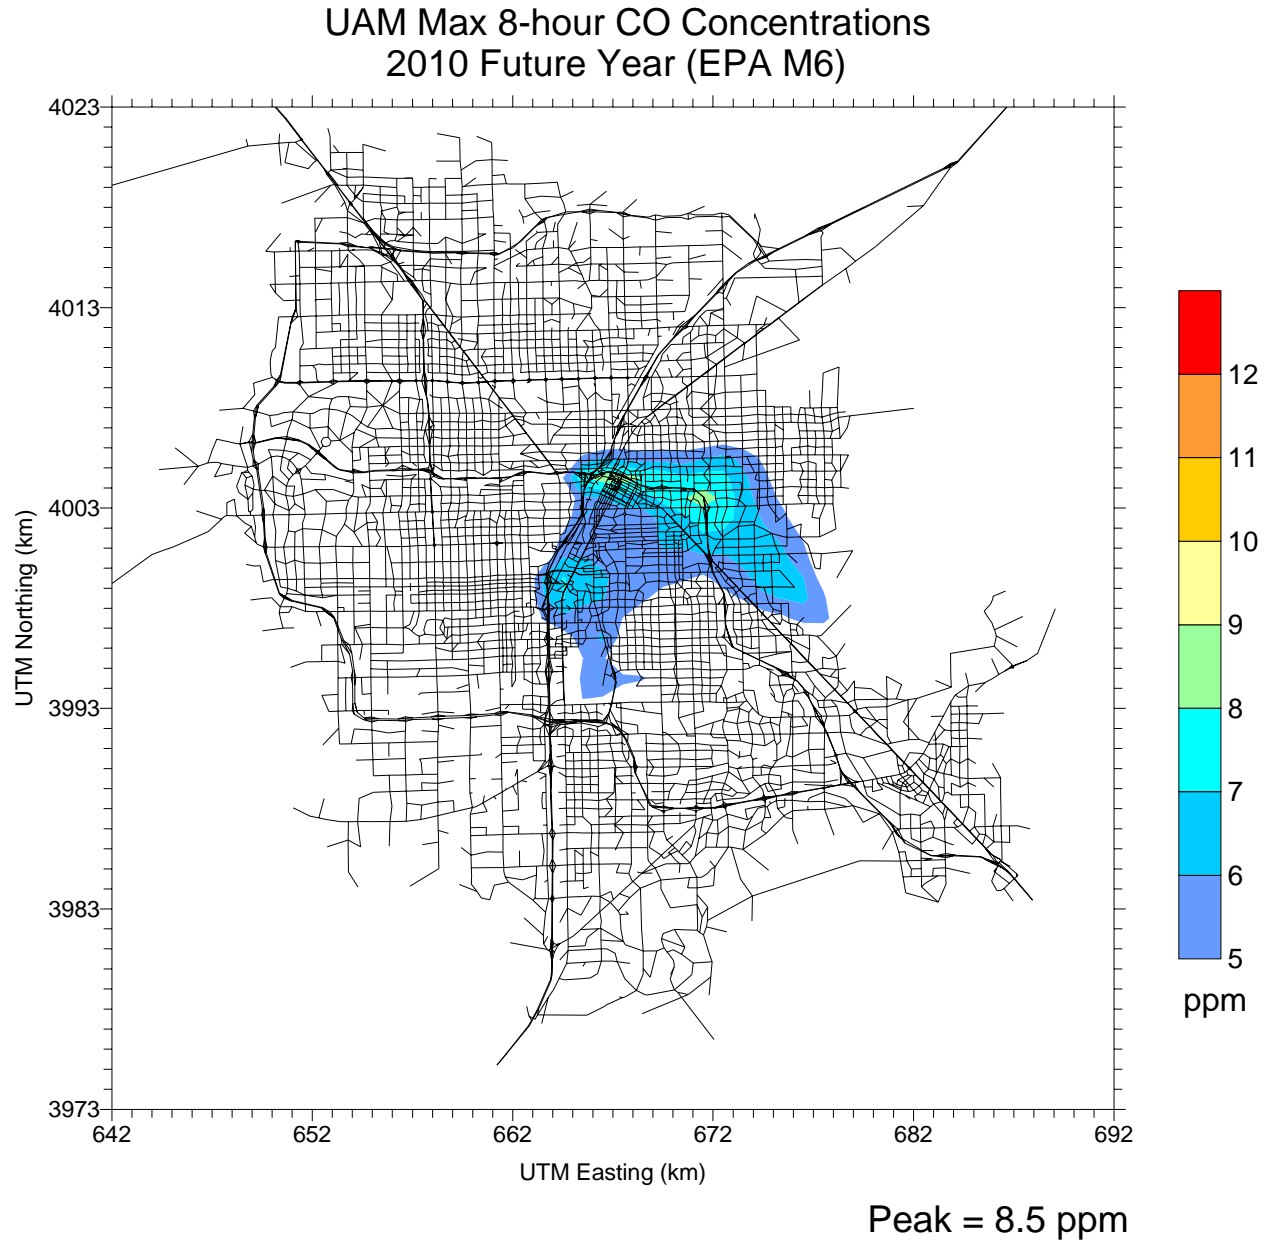 UAM Max 8-hour CO Concentrations
2010 Future Year (EPA M6)
4023
4013
4003
3993
3983
3973
UTM Northing (km)
642 652 662 672 682 692
UTM Easting (km)
12
11
10
9
8
7
6
5
ppm
Peak = 8.5 ppm